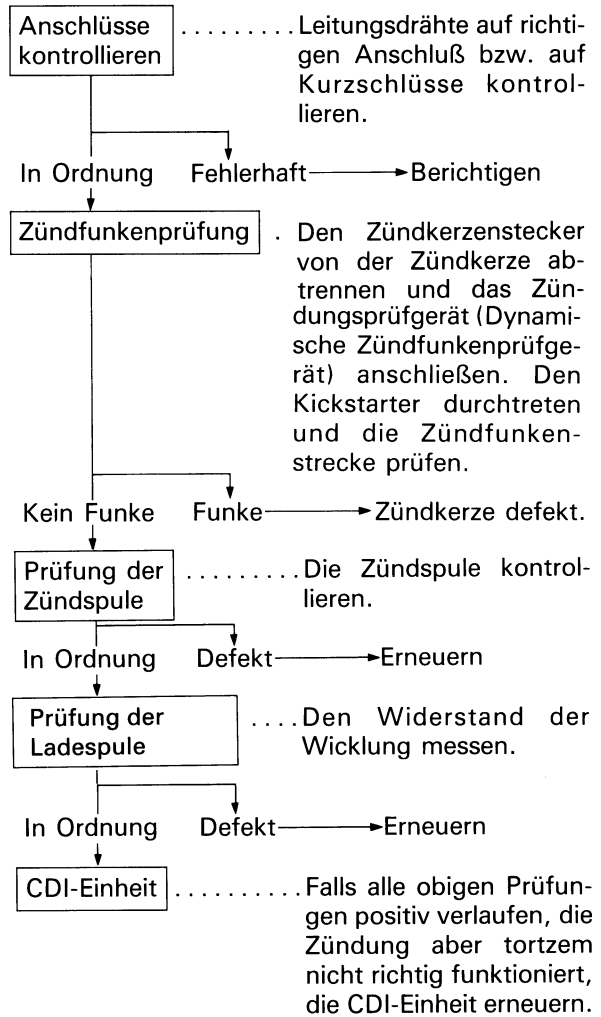 Anschlüsse
kontrollieren
. . . . . . . . . Leitungsdrähte auf richti-
gen Anschluß bzw. auf
Kurzschlüsse kontrol-
lieren.
In Ordnung Fehlerhaft Berichtigen
Zündfunkenprüfung . Den Zündkerzenstecker
von der Zündkerze ab-
trennen und das Zün-
dungsprüfgerät (Dynami-
sche Zündfunkenprüfge-
rät) anschließen. Den
Kickstarter durchtreten
und die Zündfunken-
strecke prüfen.
Kein Funke Funke Zündkerze defekt.
Prüfung der
Zündspule
. . . . . . . . . Die Zündspule kontrol-
lieren.
In Ordnung Defekt Erneuern
Prüfung der
Ladespule
. . . . Den Widerstand der
Wicklung messen.
In Ordnung Defekt Erneuern
CDI-Einheit . . . . . . . . . . Falls alle obigen Prüfun-
gen positiv verlaufen, die
Zündung aber tortzem
nicht richtig funktioniert,
die CDI-Einheit erneuern.